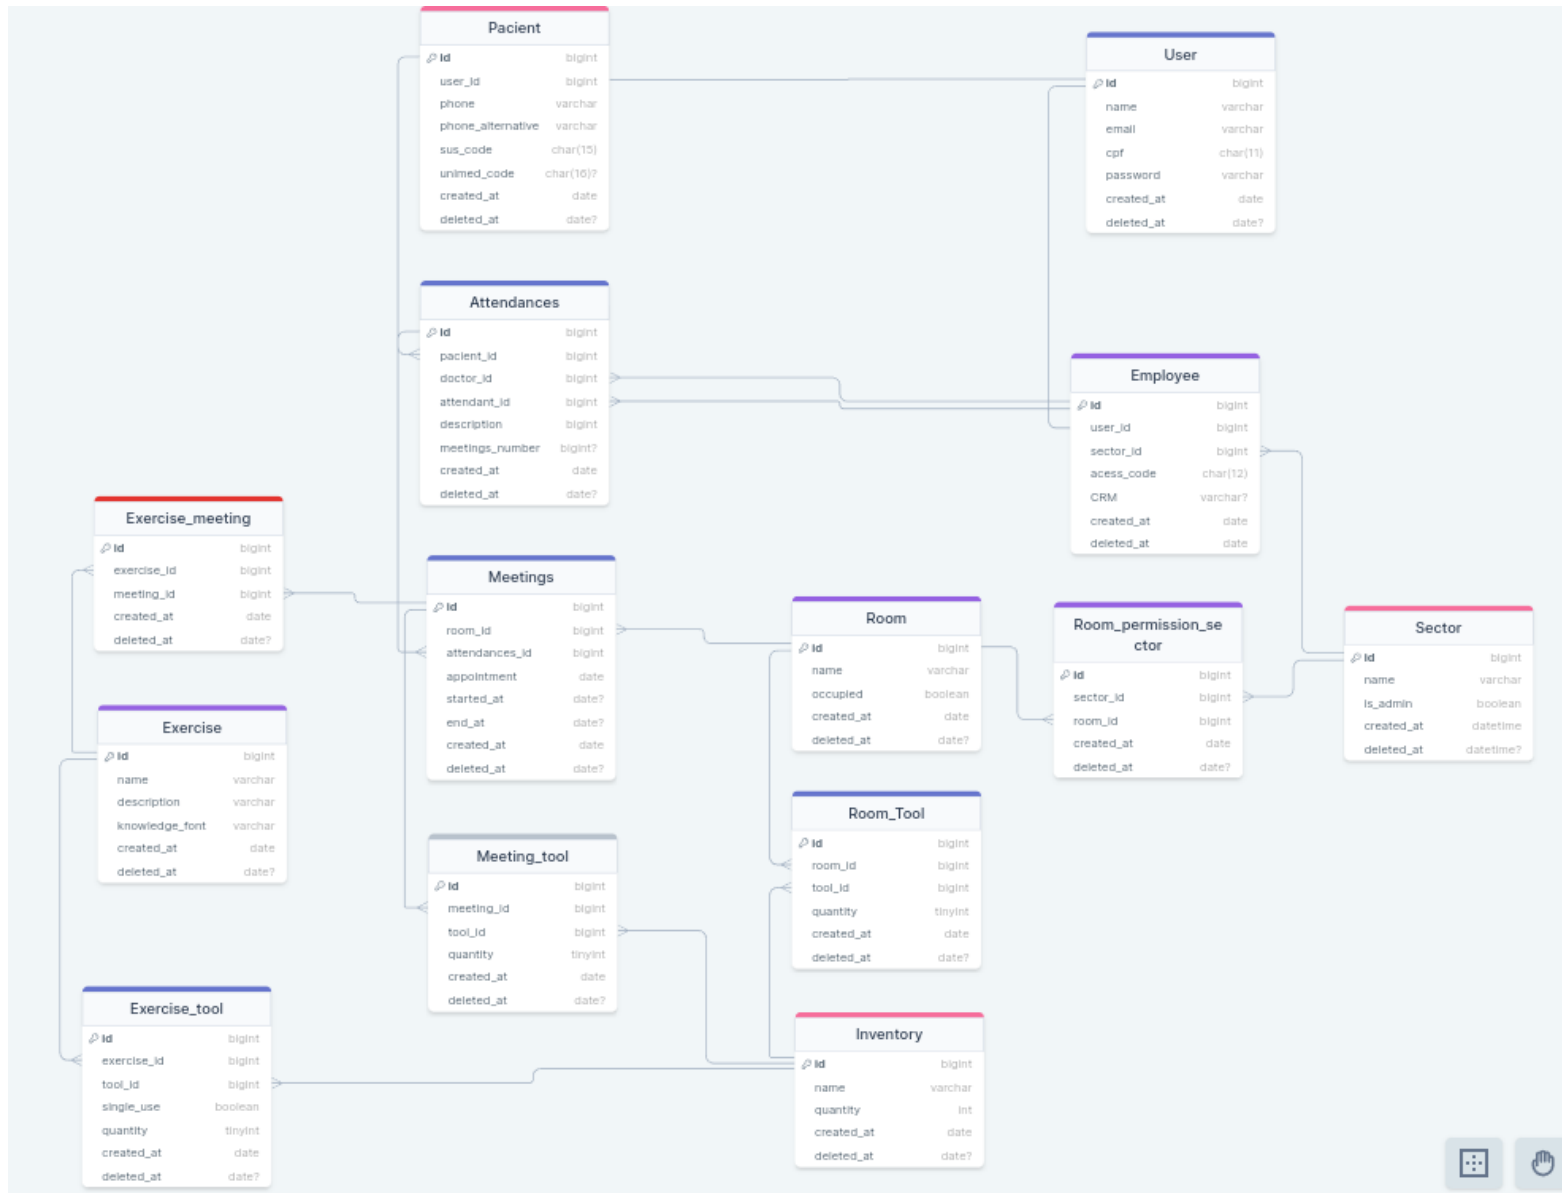 Pacient
id bigint
user_id bigint
phone varchar
phone_alternative varchar
sus_code char(15)
unimed_code char(16)?
created_at date
deleted_at date?
User
id bigint
name varchar
email varchar
cpf char(11)
password varchar
created_at date
deleted_at date?
Attendances
id bigint
pacient_id bigint
doctor_id bigint
attendant_id bigint
description bigint
meetings_number bigint?
created_at date
deleted_at date?
Employee
id bigint
user_id bigint
sector_id bigint
acess_code char(12)
CRM varchar?
created_at date
deleted_at date
Exercise_meeting
id bigint
exercise_id bigint
meeting_id bigint
created_at date
deleted_at date?
Meetings
id bigint
room_id bigint
attendances_id bigint
appointment date
started_at date?
end_at date?
created_at date
deleted_at date?
Room
id bigint
name varchar
occupied boolean
created_at date
deleted_at date?
Room_permission_se
ctor
id bigint
sector_id bigint
room_id bigint
created_at date
deleted_at date?
Sector
id bigint
name varchar
is_admin boolean
created_at datetime
deleted_at datetime?
Exercise
id bigint
name varchar
description varchar
knowledge_font varchar
created_at date
deleted_at date?
Meeting_tool
id bigint
meeting_id bigint
tool_id bigint
quantity tinyint
created_at date
deleted_at date?
Room_Tool
id bigint
room_id bigint
tool_id bigint
quantity tinyint
created_at date
deleted_at date?
Exercise_tool
id bigint
exercise_id bigint
tool_id bigint
single_use boolean
quantity tinyint
created_at date
deleted_at date?
Inventory
id bigint
name varchar
quantity int
created_at date
deleted_at date?